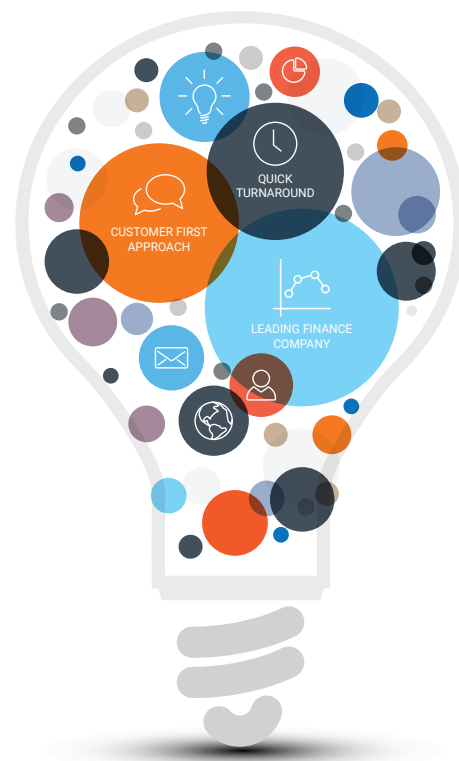 QUICK
TURNAROUND
CUSTOMER FIRST
APPROACH
LEADING FINANCE
COMPANY